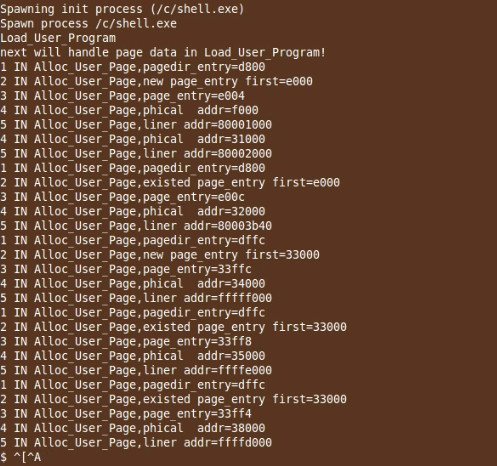 Spawning init process (/c/shell.exe)
Spawn process /c/shell.exe
Load_User_Program
next will handle page data in Load_User_Program!
1 IN Alloc_User_Page,pagedir_entry=d800
2 IN Alloc_User_Page,new page_entry first=e000
3 IN Alloc_User_Page,page_entry=e004
4 IN Alloc_User_Page,phical  addr=f000
5 IN Alloc_User_Page,liner addr=80001000
4 IN Alloc_User_Page,phical  addr=31000
5 IN Alloc_User_Page,liner addr=80002000
1 IN Alloc_User_Page,pagedir_entry=d800
2 IN Alloc_User_Page,existed page_entry first=e000
3 IN Alloc_User_Page,page_entry=e00c
4 IN Alloc_User_Page,phical  addr=32000
5 IN Alloc_User_Page,liner addr=80003b40
1 IN Alloc_User_Page,pagedir_entry=dffc
2 IN Alloc_User_Page,new page_entry first=33000
3 IN Alloc_User_Page,page_entry=33ffc
4 IN Alloc_User_Page,phical  addr=34000
5 IN Alloc_User_Page,liner addr=fffff000
1 IN Alloc_User_Page,pagedir_entry=dffc
2 IN Alloc_User_Page,existed page_entry first=33000
3 IN Alloc_User_Page,page_entry=33ff8
4 IN Alloc_User_Page,phical  addr=35000
5 IN Alloc_User_Page,liner addr=ffffe000
1 IN Alloc_User_Page,pagedir_entry=dffc
2 IN Alloc_User_Page,existed page_entry first=33000
3 IN Alloc_User_Page,page_entry=33ff4
4 IN Alloc_User_Page,phical  addr=38000
5 IN Alloc_User_Page,liner addr=ffffd000
$ ^[^A